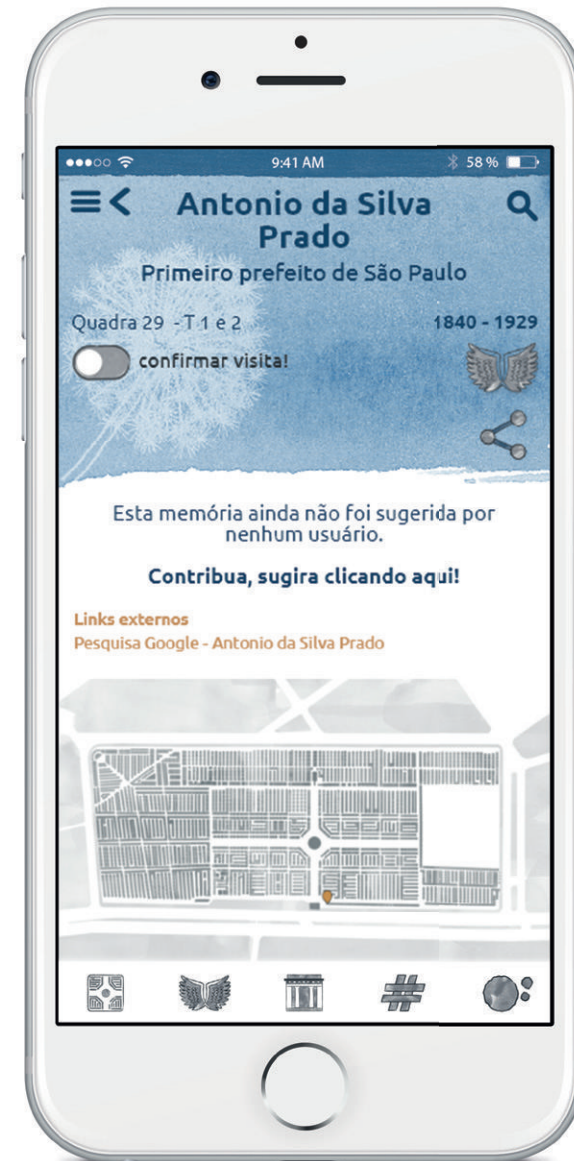 9:41 AM
58 %
Antonio da Silva
Prado
Primeiro prefeito de São Paulo
Quadra 29 - T 1 e 2
1840 - 1929
confirmar visita!
Esta memória ainda não foi sugerida por
nenhum usuário.
Contribua, sugira clicando aqui!
Links externos
Pesquisa Google - Antonio da Silva Prado